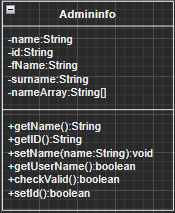 Admininfo
-name:String
-id:String
-fName:String
-surname:String
-nameArray:String[]
+getName():String
+getID():String
+setName(name:String):void
+getUserName():boolean
+checkValid():boolean
+setId():boolean